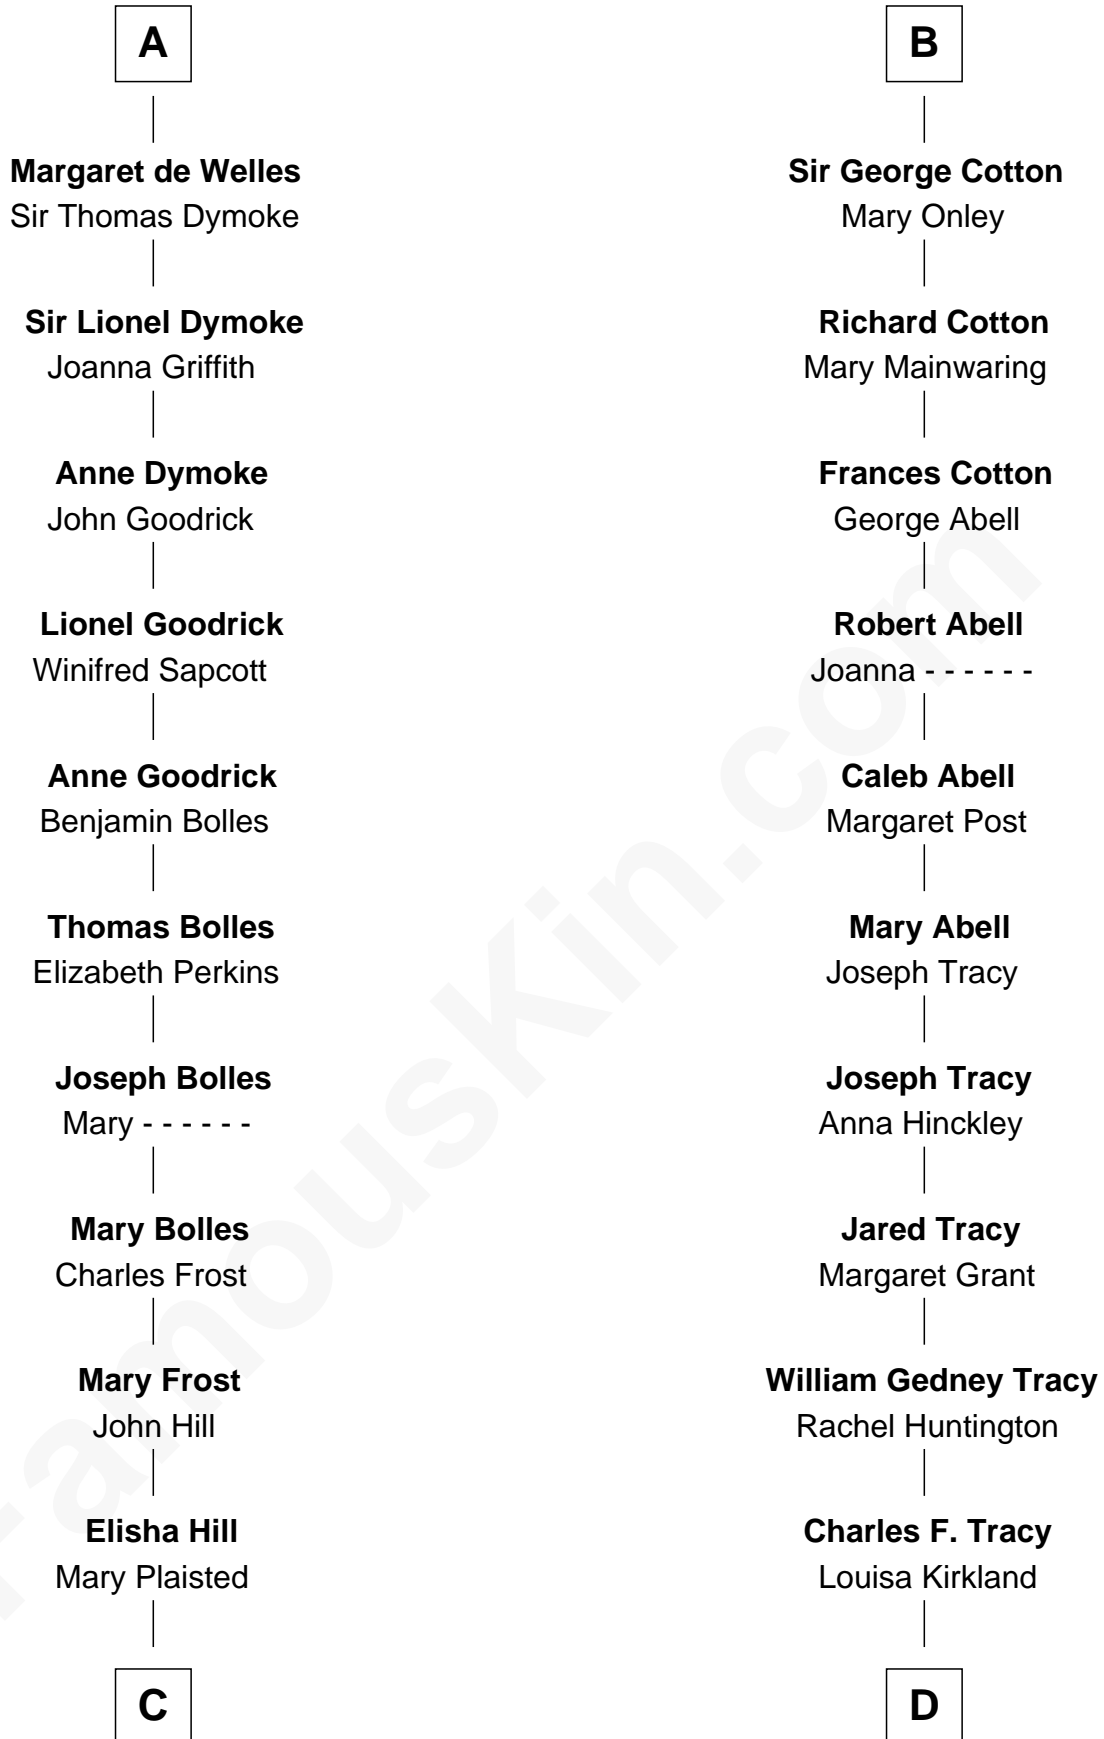 A
Margaret de Welles
Sir Thomas Dymoke
Sir Lionel Dymoke
Joanna Griffith
Anne Dymoke
John Goodrick
Lionel Goodrick
Winifred Sapcott
Anne Goodrick
Benjamin Bolles
Thomas Bolles
Elizabeth Perkins
Joseph Bolles
Mary - - - - - -
Mary Bolles
Charles Frost
Mary Frost
John Hill
Elisha Hill
Mary Plaisted
C
B
Sir George Cotton
Mary Onley
Richard Cotton
Mary Mainwaring
Frances Cotton
George Abell
Robert Abell
Joanna - - - - - -
Caleb Abell
Margaret Post
Mary Abell
Joseph Tracy
Joseph Tracy
Anna Hinckley
Jared Tracy
Margaret Grant
William Gedney Tracy
Rachel Huntington
Charles F. Tracy
Louisa Kirkland
D
FamousKin.com